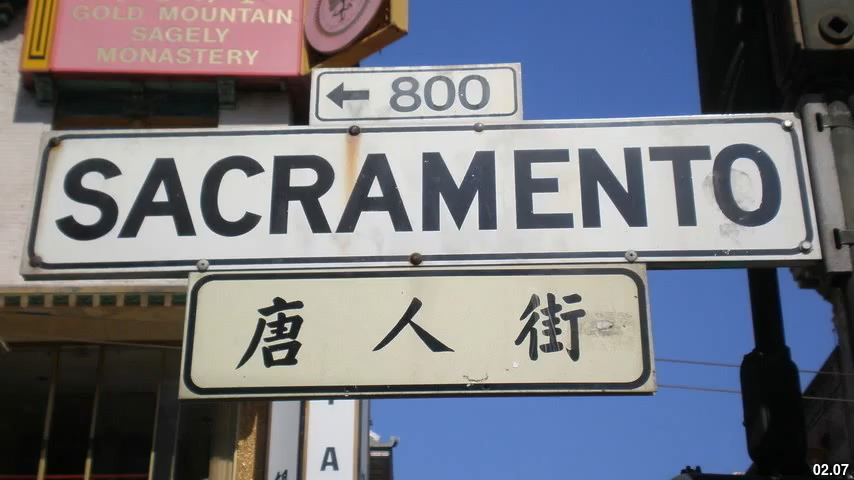 GOLD MOUNTAIN
SAGELY
MONASTERY
← 800
SACRAMENTO
唐人街
A
02.07